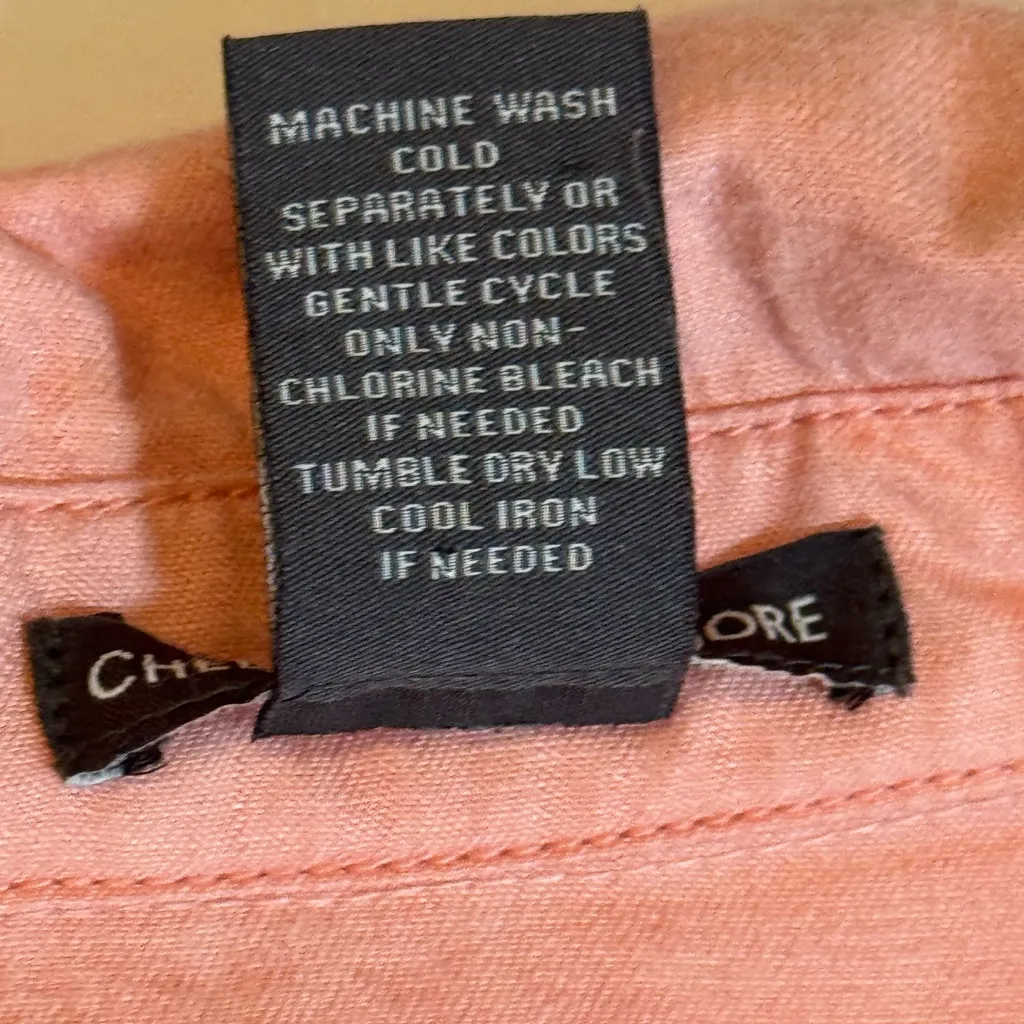 MACHINE WASH
COLD
SEPARATELY OR
WITH LIKE COLORS
GENTLE CYCLE
ONLY NON-
CHLORINE BLEACH
IF NEEDED
TUMBLE DRY LOW
COOL IRON
IF NEEDED